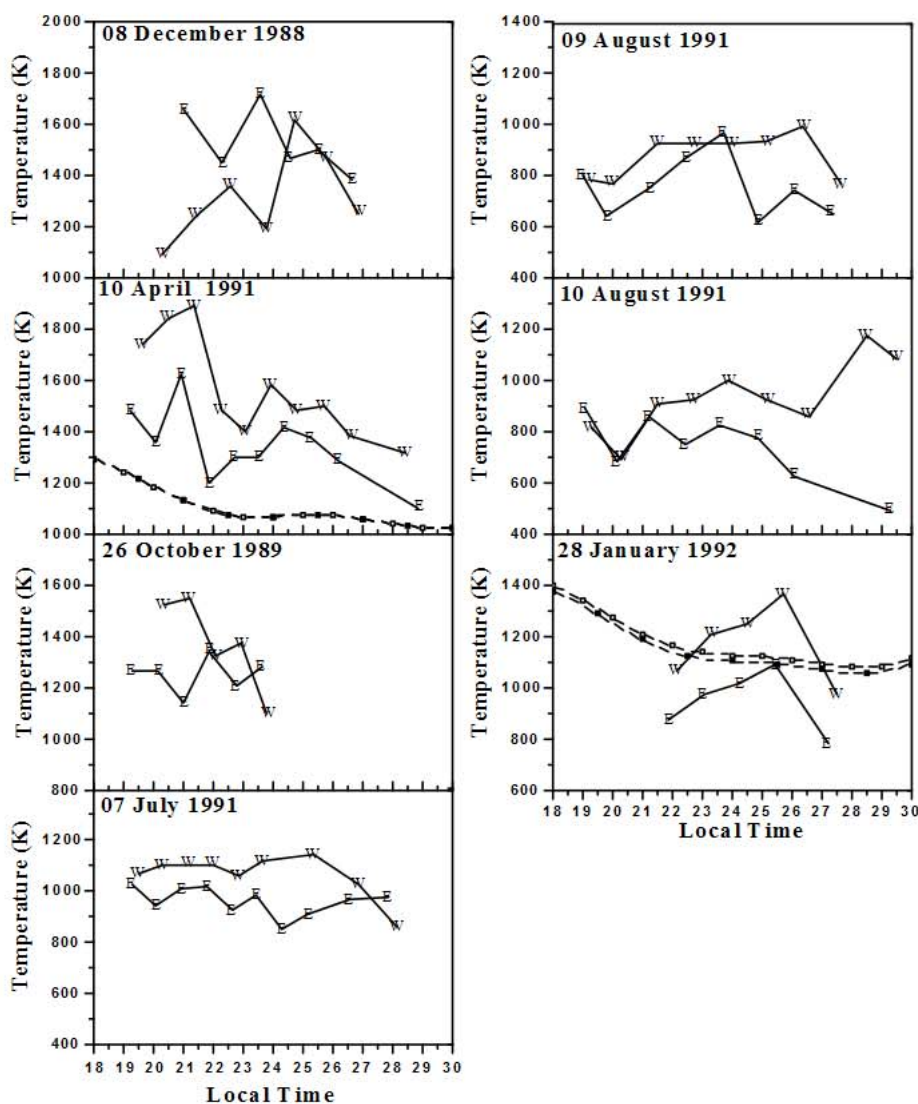 08 December 1988
Temperature (K)
2000
1800
1600
1400
1200
1000
10 April 1991
Temperature (K)
1800
1600
1400
1200
1000
26 October 1989
Temperature (K)
1600
1400
1200
1000
800
07 July 1991
Temperature (K)
1200
1000
800
600
400
18 19 20 21 22 23 24 25 26 27 28 29 30
Local Time
09 August 1991
Temperature (K)
1400
1200
1000
800
600
400
10 August 1991
Temperature (K)
1200
1000
800
600
400
28 January 1992
Temperature (K)
1400
1200
1000
800
600
18 19 20 21 22 23 24 25 26 27 28 29 30
Local Time